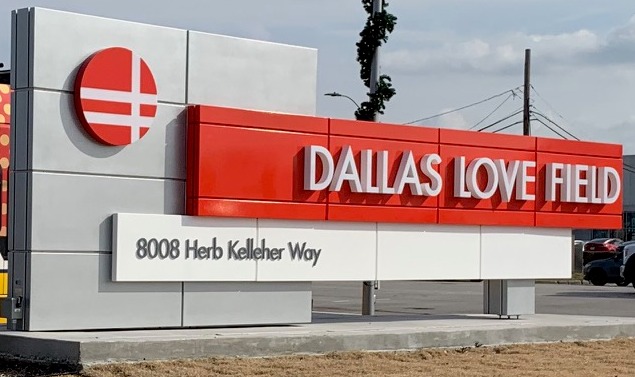 DALLAS LOVE FIELD
8008 Herb Kelleher Way